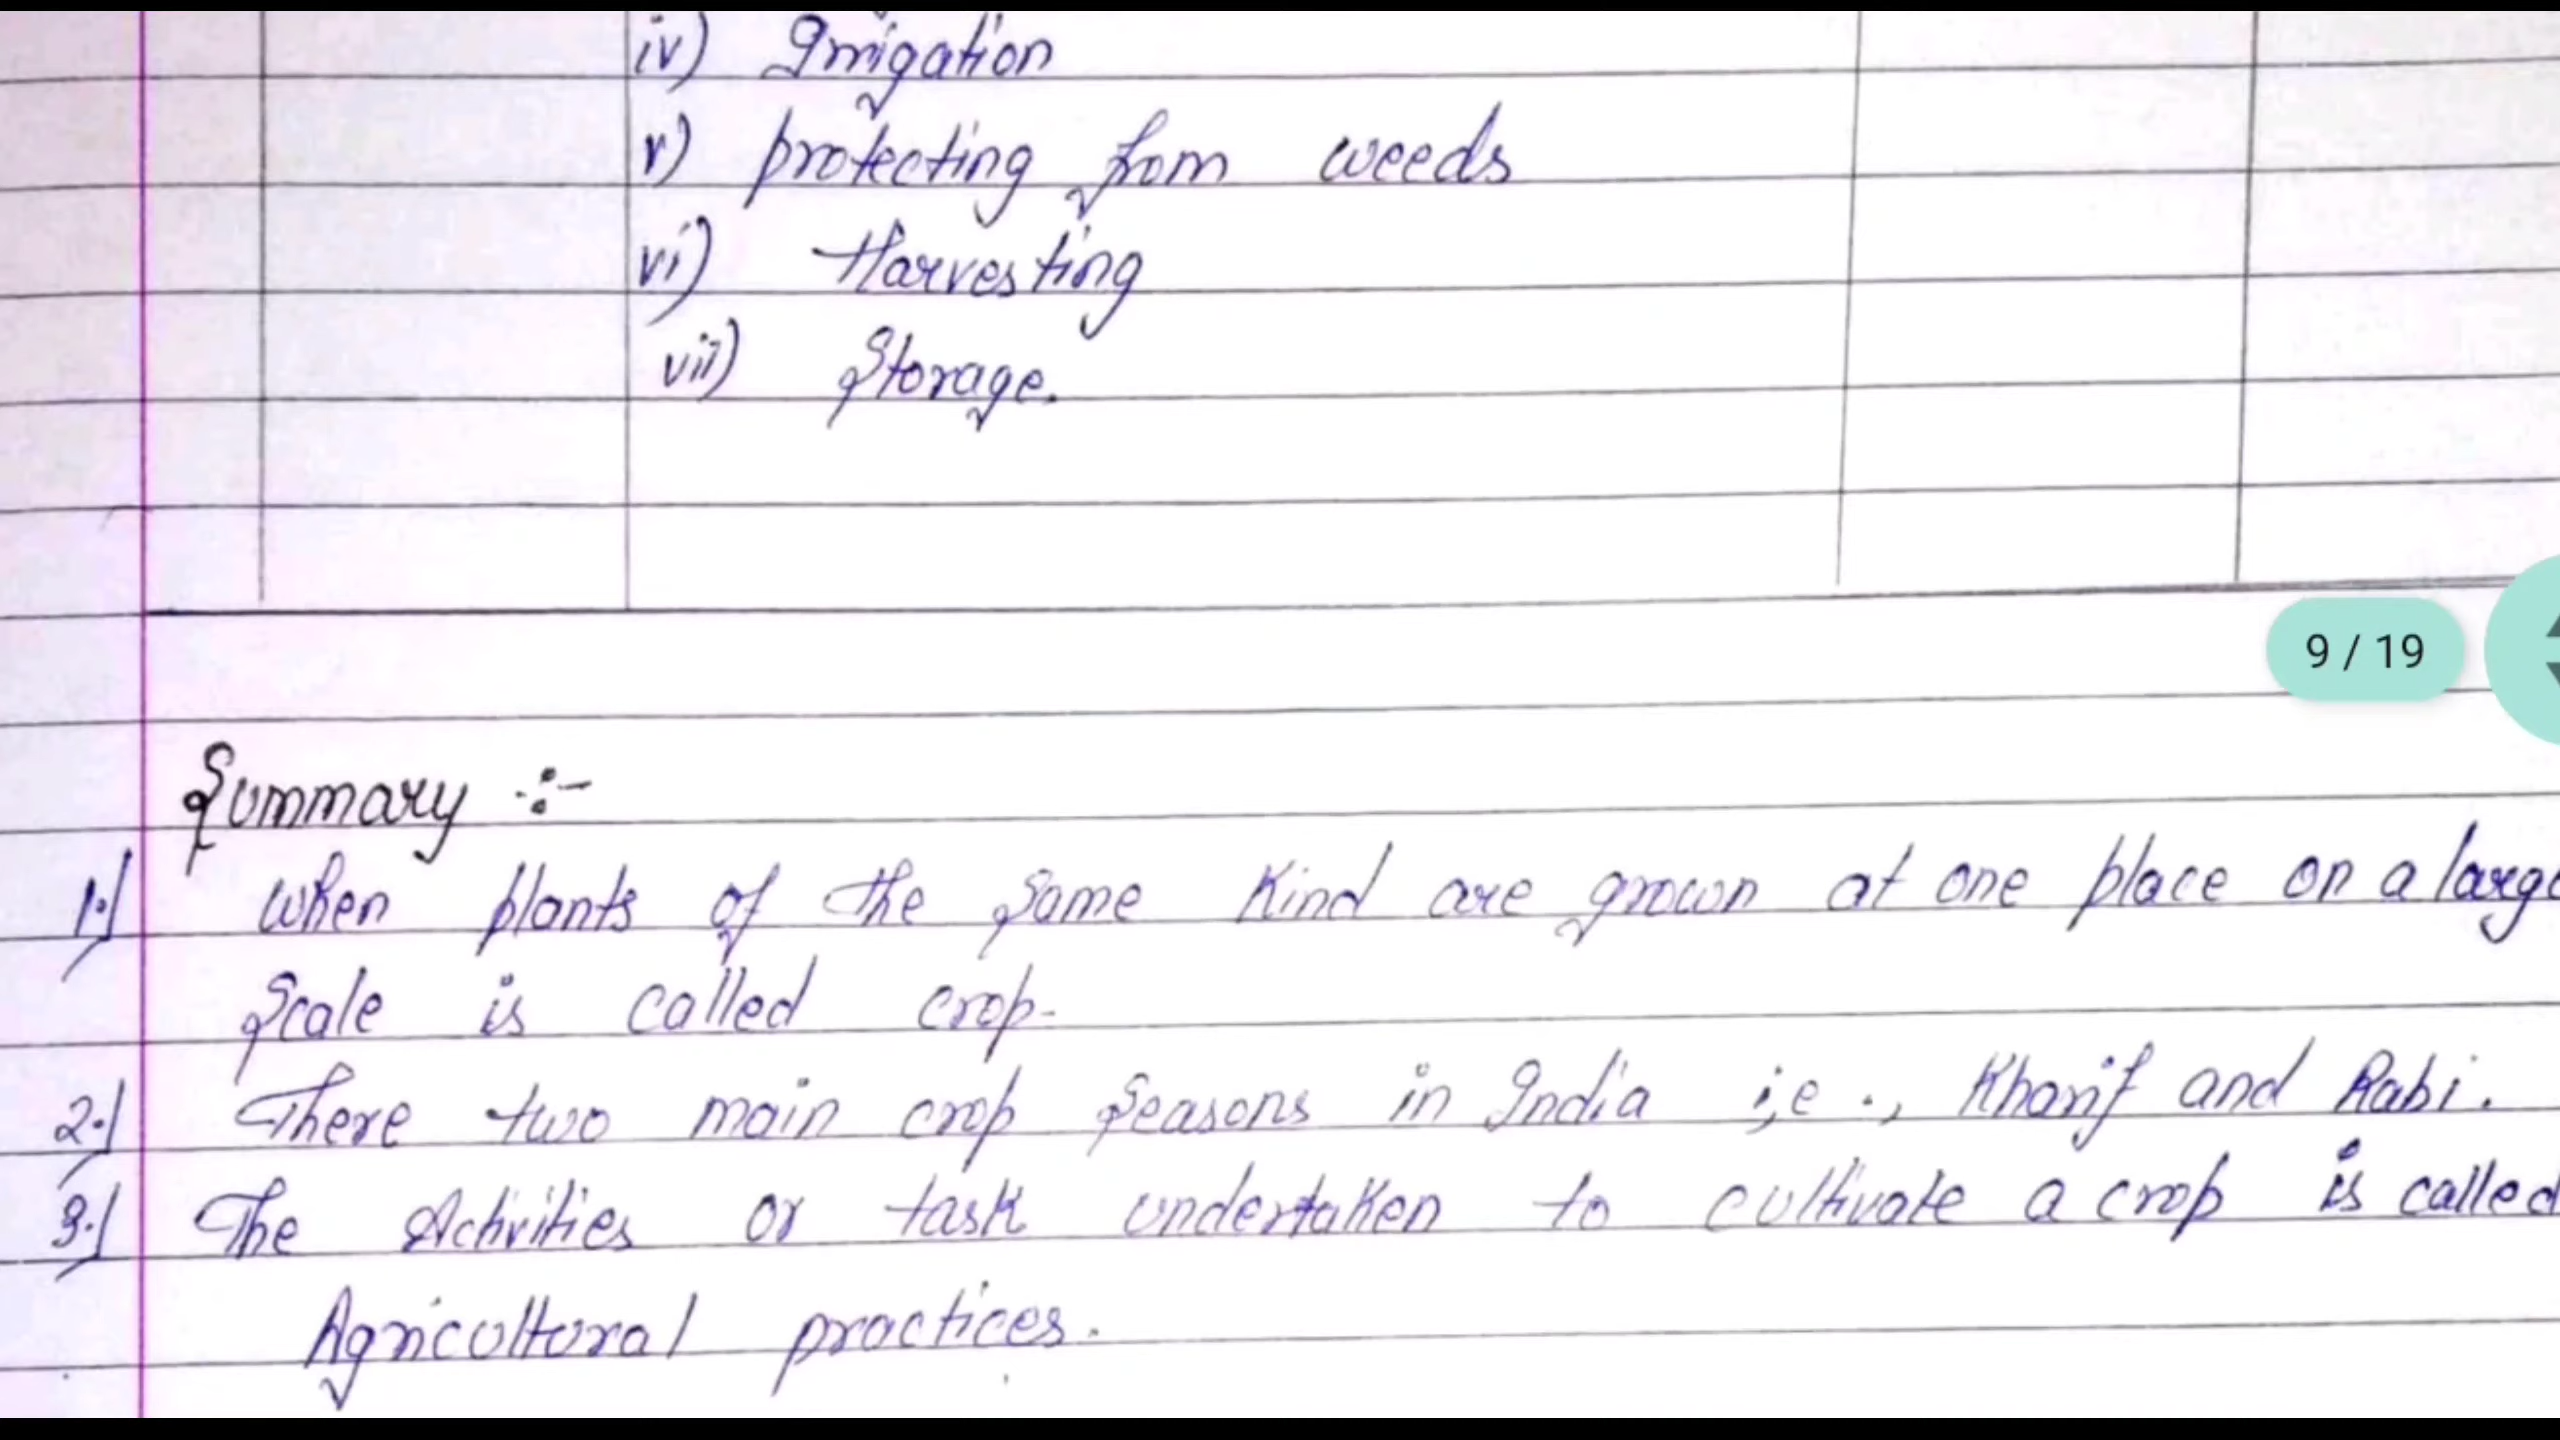 iv) Irrigation
v) protecting from weeds
vi) Harvesting
vii) Storage.
9 / 19
Summary :-
1.) when plants of the same kind are grown at one place on a large
scale is called crop.
2.) There two main crop seasons in India i,e ., Kharif and Rabi.
3.) The Activities or task undertaken to cultivate a crop is called
Agricultural practices.